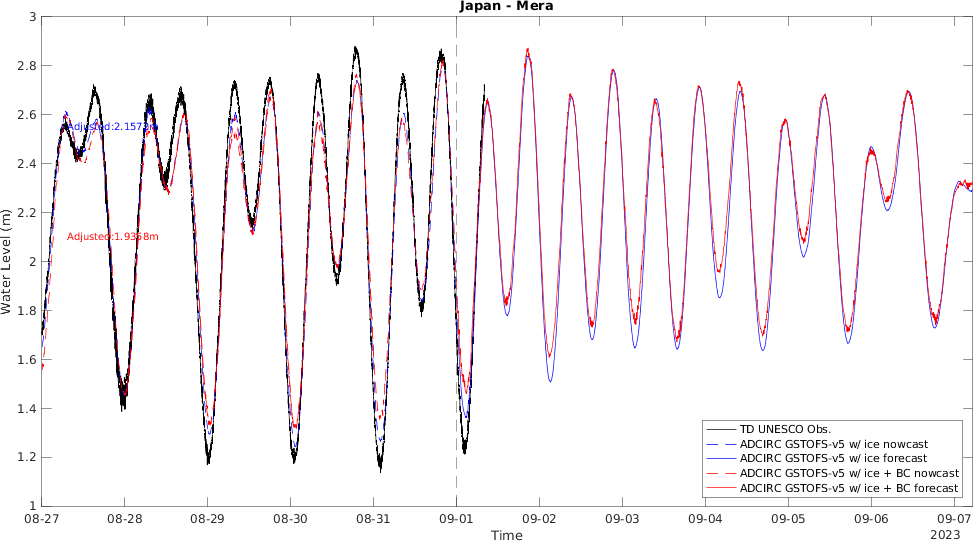 Japan - Mera
3
2.8
2.6
2.4
2.2
2
1.8
1.6
1.4
1.2
1
Water Level (m)
Adjusted:2.1573m
Adjusted:1.9358m
TD UNESCO Obs.
ADCIRC GSTOFS-v5 w/ ice nowcast
ADCIRC GSTOFS-v5 w/ ice forecast
ADCIRC GSTOFS-v5 w/ ice + BC nowcast
ADCIRC GSTOFS-v5 w/ ice + BC forecast
08-27 08-28 08-29 08-30 08-31 09-01 09-02 09-03 09-04 09-05 09-06 09-07
2023
Time